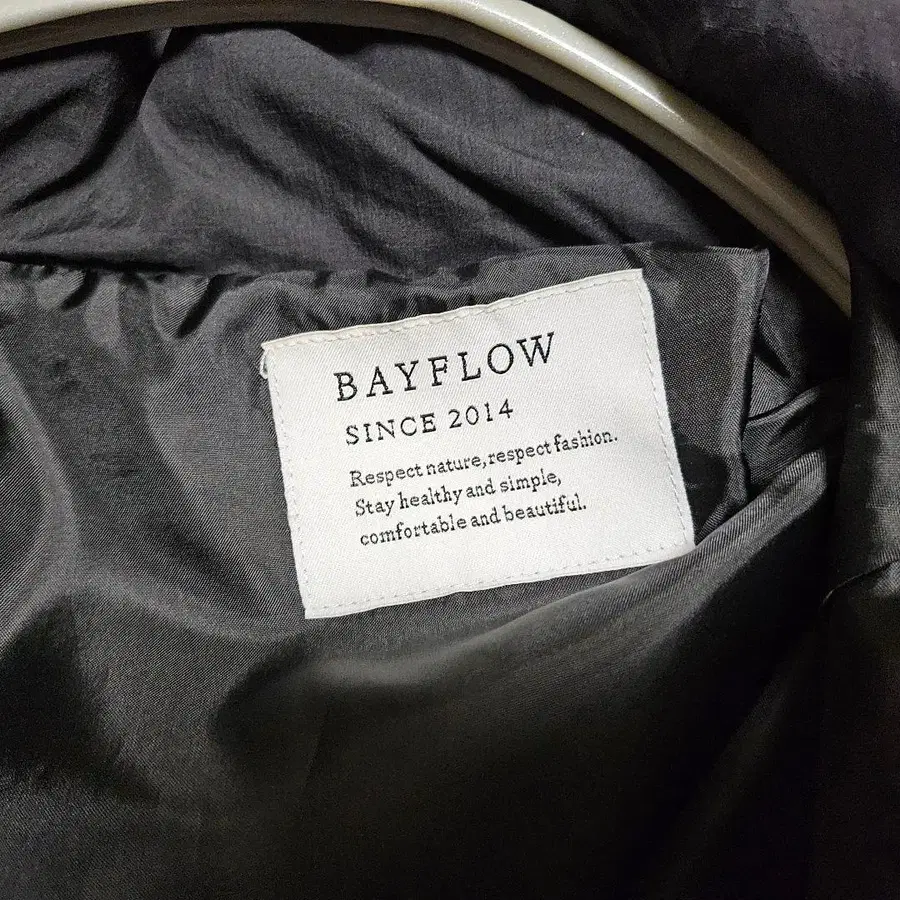 BAYFLOW
SINCE 2014
Respect nature, respect fashion.
Stay healthy and simple,
comfortable and beautiful.